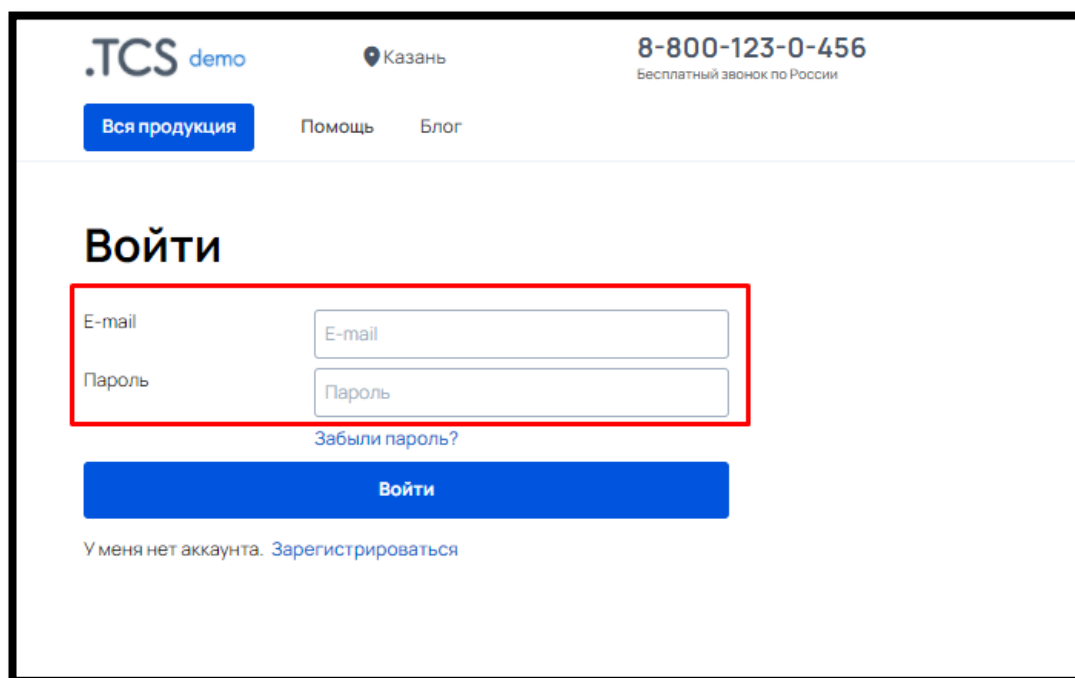 .TCS demo
Казань
8-800-123-0-456
Бесплатный звонок по России
Вся продукция
Помощь
Блог
Войти
E-mail
E-mail
Пароль
Пароль
Забыли пароль?
Войти
У меня нет аккаунта. Зарегистрироваться